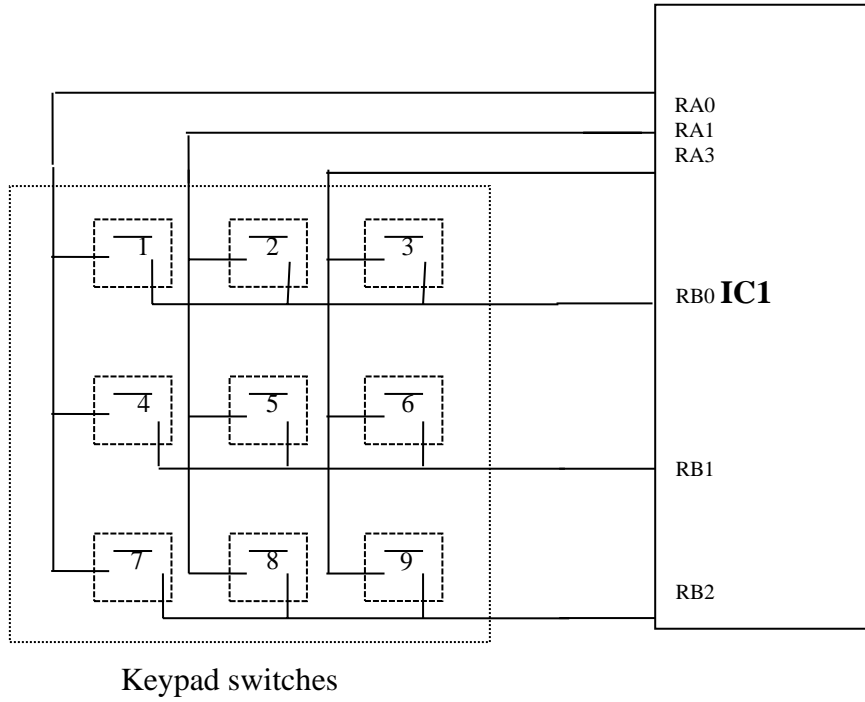 RA0
RA1
RA3
1 2 3
RB0 IC1
4 5 6
RB1
7 8 9
RB2
Keypad switches